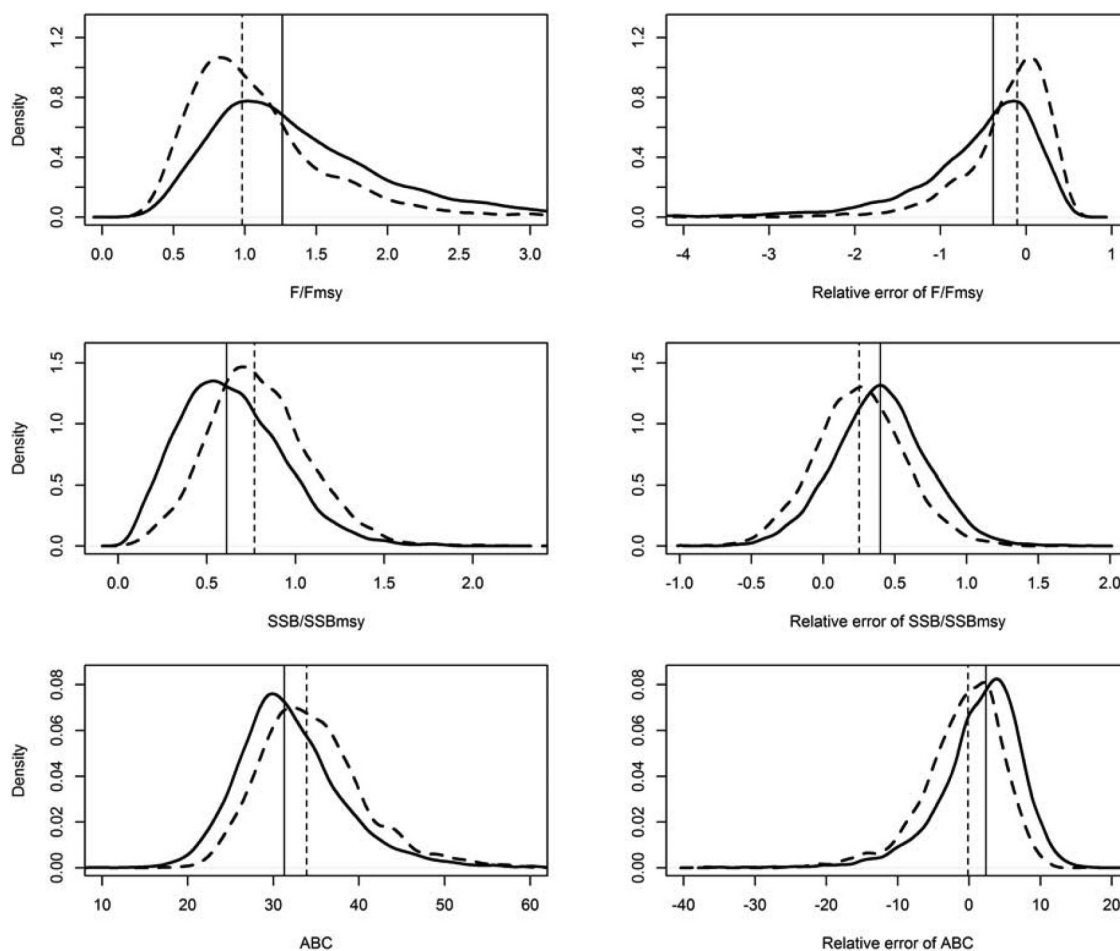 Density
0.0 0.4 0.8 1.2
0.0 0.5 1.0 1.5 2.0 2.5 3.0
F/Fmsy
0.0 0.4 0.8 1.2
-4 -3 -2 -1 0 1
Relative error of F/Fmsy
Density
0.0 0.5 1.0 1.5
0.0 0.5 1.0 1.5 2.0
SSB/SSBmsy
0.0 0.5 1.0 1.5
-1.0 -0.5 0.0 0.5 1.0 1.5 2.0
Relative error of SSB/SSBmsy
Density
0.00 0.02 0.04 0.06 0.08
10 20 30 40 50 60
ABC
0.00 0.02 0.04 0.06 0.08
-40 -30 -20 -10 0 10 20
Relative error of ABC